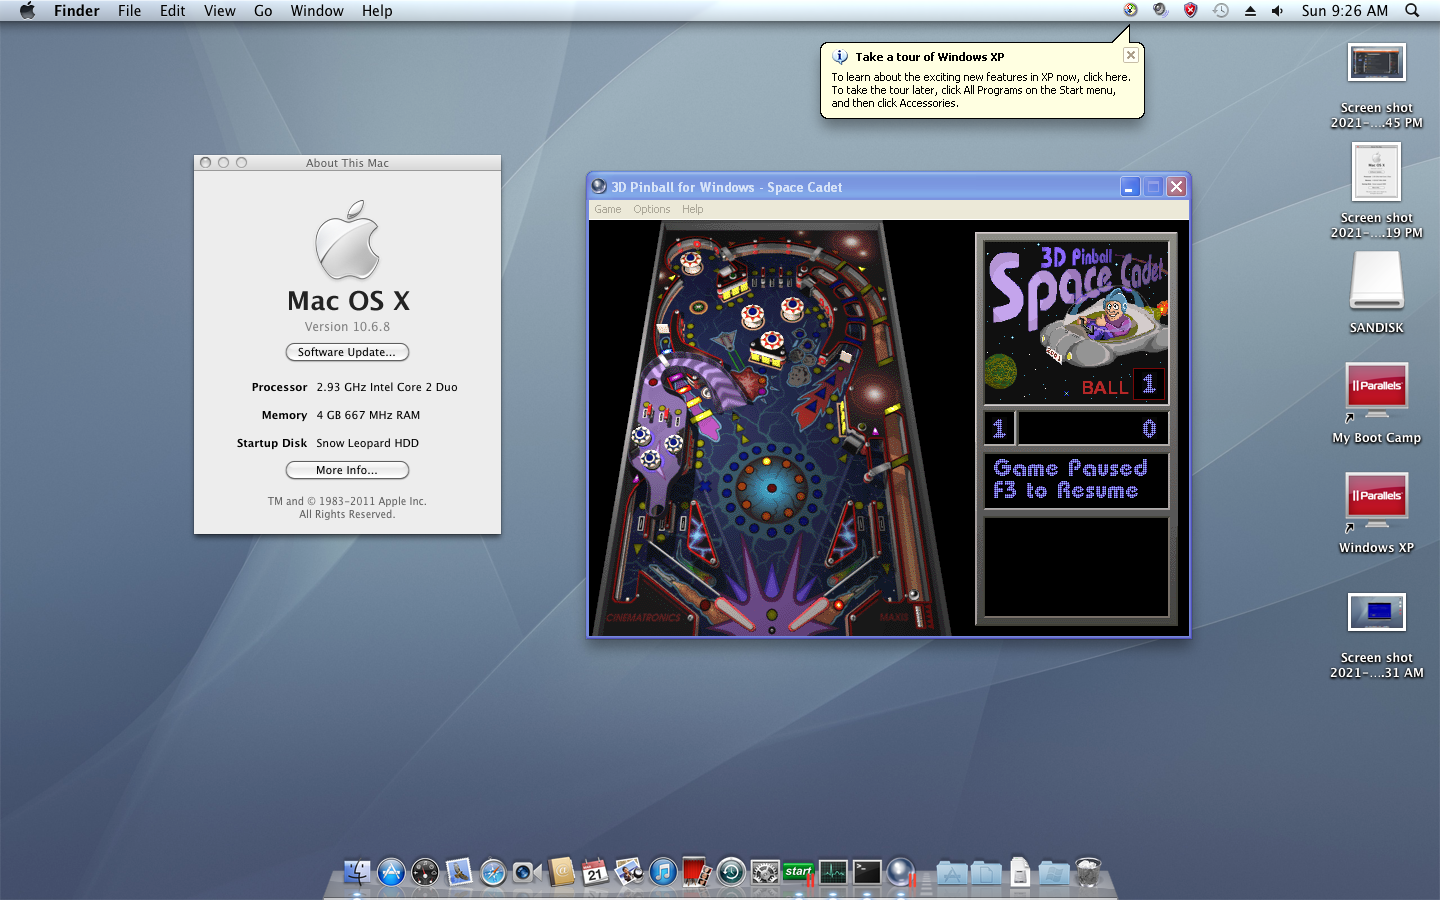 Finder File Edit View Go Window Help
Sun 9:26 AM
Take a tour of Windows XP
To learn about the exciting new features in XP now, click here.
To take the tour later, click All Programs on the Start menu,
and then click Accessories.
Screen shot
2021-....45 PM
Screen shot
2021-....19 PM
SANDISK
|| Parallels
My Boot Camp
|| Parallels
Windows XP
Screen shot
2021-....31 AM
About This Mac
Mac OS X
Version 10.6.8
Software Update...
Processor 2.93 GHz Intel Core 2 Duo
Memory 4 GB 667 MHz RAM
Startup Disk Snow Leopard HDD
More Info...
TM and © 1983-2011 Apple Inc.
All Rights Reserved.
3D Pinball for Windows - Space Cadet
Game Options Help
3D Pinball
Space Cadet
BALL 1
1 0
Game Paused
F3 to Resume
CINEMATRONICS
MAXIS
21
start